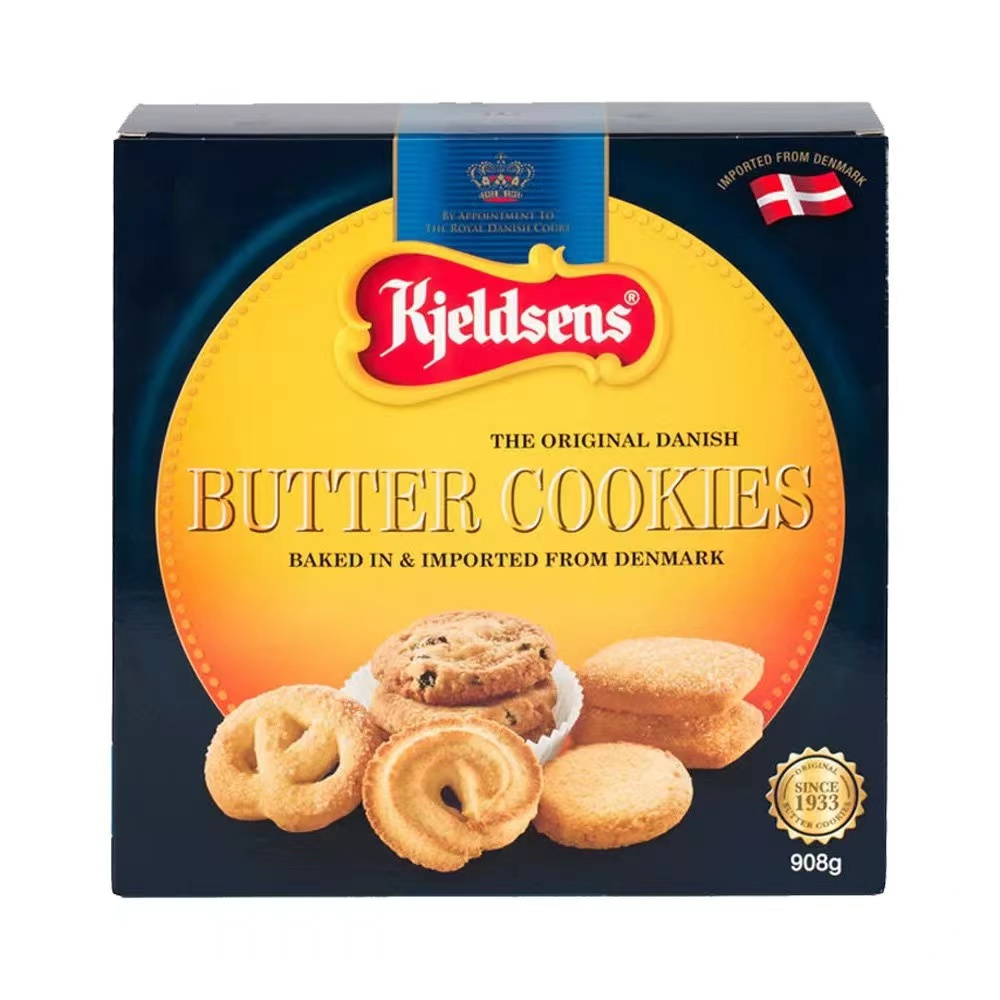 BY APPOINTMENT TO
THE ROYAL DANISH COURT
IMPORTED FROM DENMARK
Kjeldsens®
THE ORIGINAL DANISH
BUTTER COOKIES
BAKED IN & IMPORTED FROM DENMARK
ORIGINAL
SINCE
1933
BUTTER COOKIES
908g